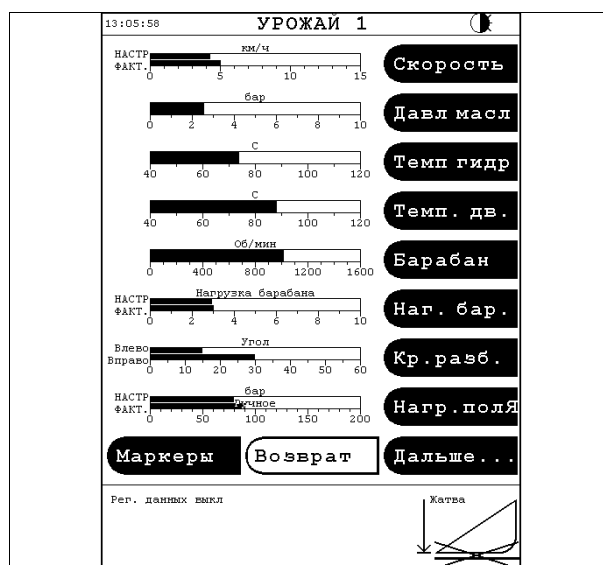 13:05:58 УРОЖАЙ 1
км/ч
НАСТР
ФАКТ.
0 5 10 15
Скорость
бар
0 2 4 6 8 10
Давл масл
С
40 60 80 100 120
Темп гидр
С
40 60 80 100 120
Темп. дв.
Об/мин
0 400 800 1200 1600
Барабан
Нагрузка барабана
НАСТР
ФАКТ.
0 2 4 6 8 10
Наг. бар.
Угол
Влево
Вправо
0 10 20 30 40 50 60
Кр.разб.
бар
НАСТР
Ручное
ФАКТ.
0 50 100 150 200
Нагр.полЯ
Маркеры Возврат Дальше...
Рег. данных выкл
Жатва